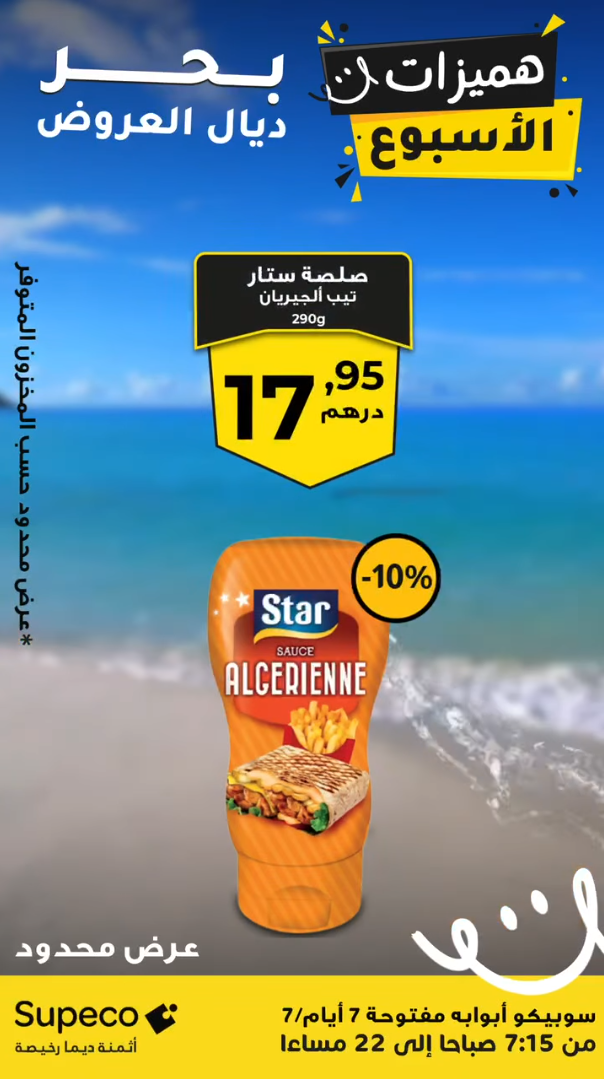 بحر
ديال العروض
هميزات
الأسبوع
صلصة ستار
تيب ألجيريان
290g
17,95
درهم
*عرض محدود حسب المخزون المتوفر
-10%
Star
SAUCE
ALGERIENNE
عرض محدود
Supeco
أثمنة ديما رخيصة
سوبيكو أبوابه مفتوحة 7 أيام/7
من 7:15 صباحا إلى 22 مساءا